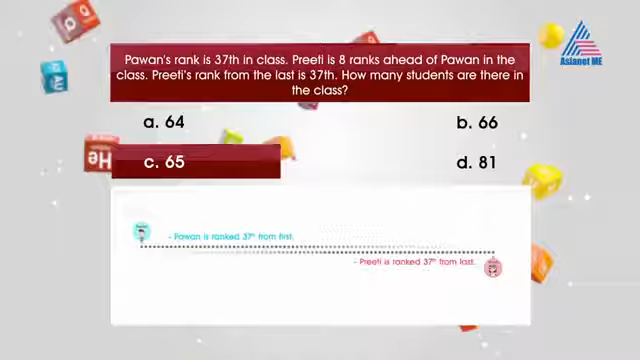 Pawan's rank is 37th in class. Preeti is 8 ranks ahead of Pawan in the
class. Preeti's rank from the last is 37th. How many students are there in
the class?
Asianet ME
a. 64
b. 66
c. 65
d. 81
He
- Pawan is ranked 37th from first.
- Preeti is ranked 37th from last.